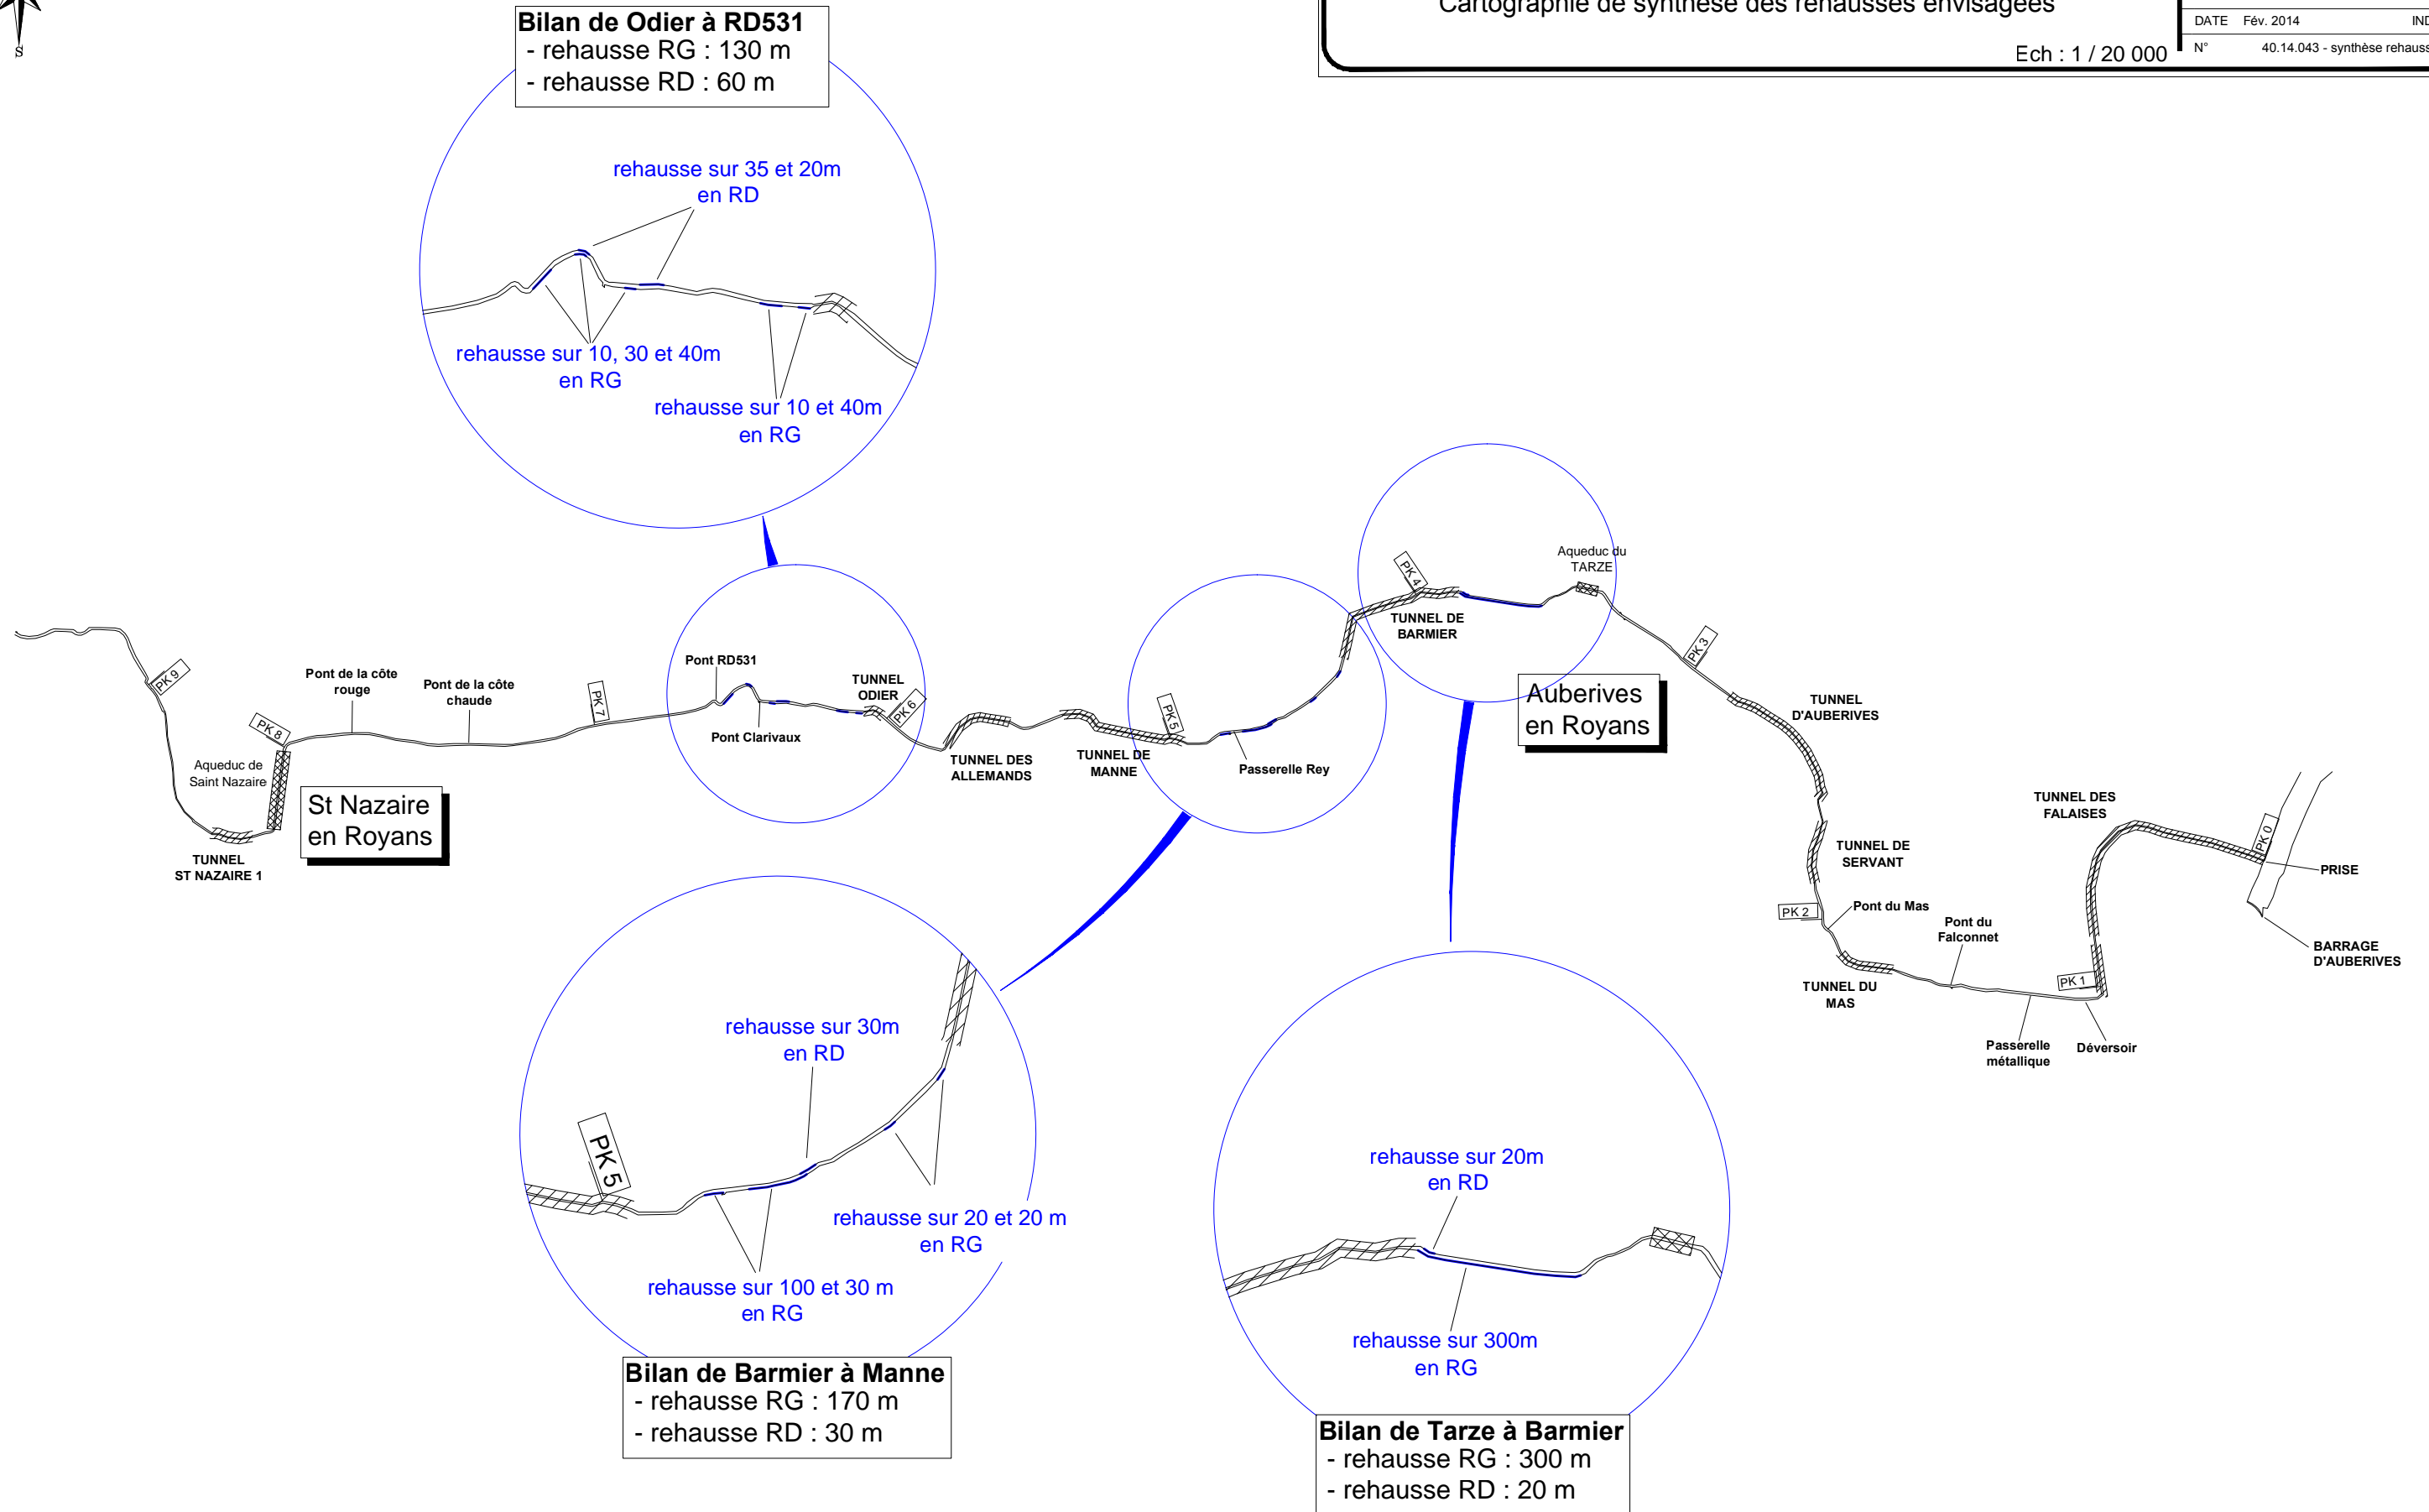 S
Cartographie de synthèse des rehausses envisagées
Ech : 1 / 20 000
DATE Fév. 2014
N° 40.14.043 - synthèse
Bilan de Odier à RD531
- rehausse RG : 130 m
- rehausse RD : 60 m
rehausse sur 35 et 20m
en RD
rehausse sur 10, 30 et 40m
en RG
rehausse sur 10 et 40m
en RG
PK 9
PK 8
Pont de la côte
rouge
Pont de la côte
chaude
PK 7
Pont RD531
Pont Clarivaux
TUNNEL
ODIER
PK 6
Aqueduc de
Saint Nazaire
St Nazaire
en Royans
TUNNEL
ST NAZAIRE 1
TUNNEL DES
ALLEMANDS
TUNNEL DE
MANNE
PK 5
Passerelle Rey
PK 4
TUNNEL DE
BARMIER
Aqueduc du
TARZE
Auberives
en Royans
PK 3
TUNNEL
D'AUBERIVES
TUNNEL DE
SERVANT
PK 2
Pont du Mas
TUNNEL DU
MAS
Pont du
Falconnet
Passerelle
métallique
Déversoir
PK 1
TUNNEL DES
FALAISES
PK 0
PRISE
BARRAGE
D'AUBERIVES
rehausse sur 30m
en RD
PK 5
rehausse sur 20 et 20 m
en RG
rehausse sur 100 et 30 m
en RG
Bilan de Barmier à Manne
- rehausse RG : 170 m
- rehausse RD : 30 m
rehausse sur 20m
en RD
rehausse sur 300m
en RG
Bilan de Tarze à Barmier
- rehausse RG : 300 m
- rehausse RD : 20 m